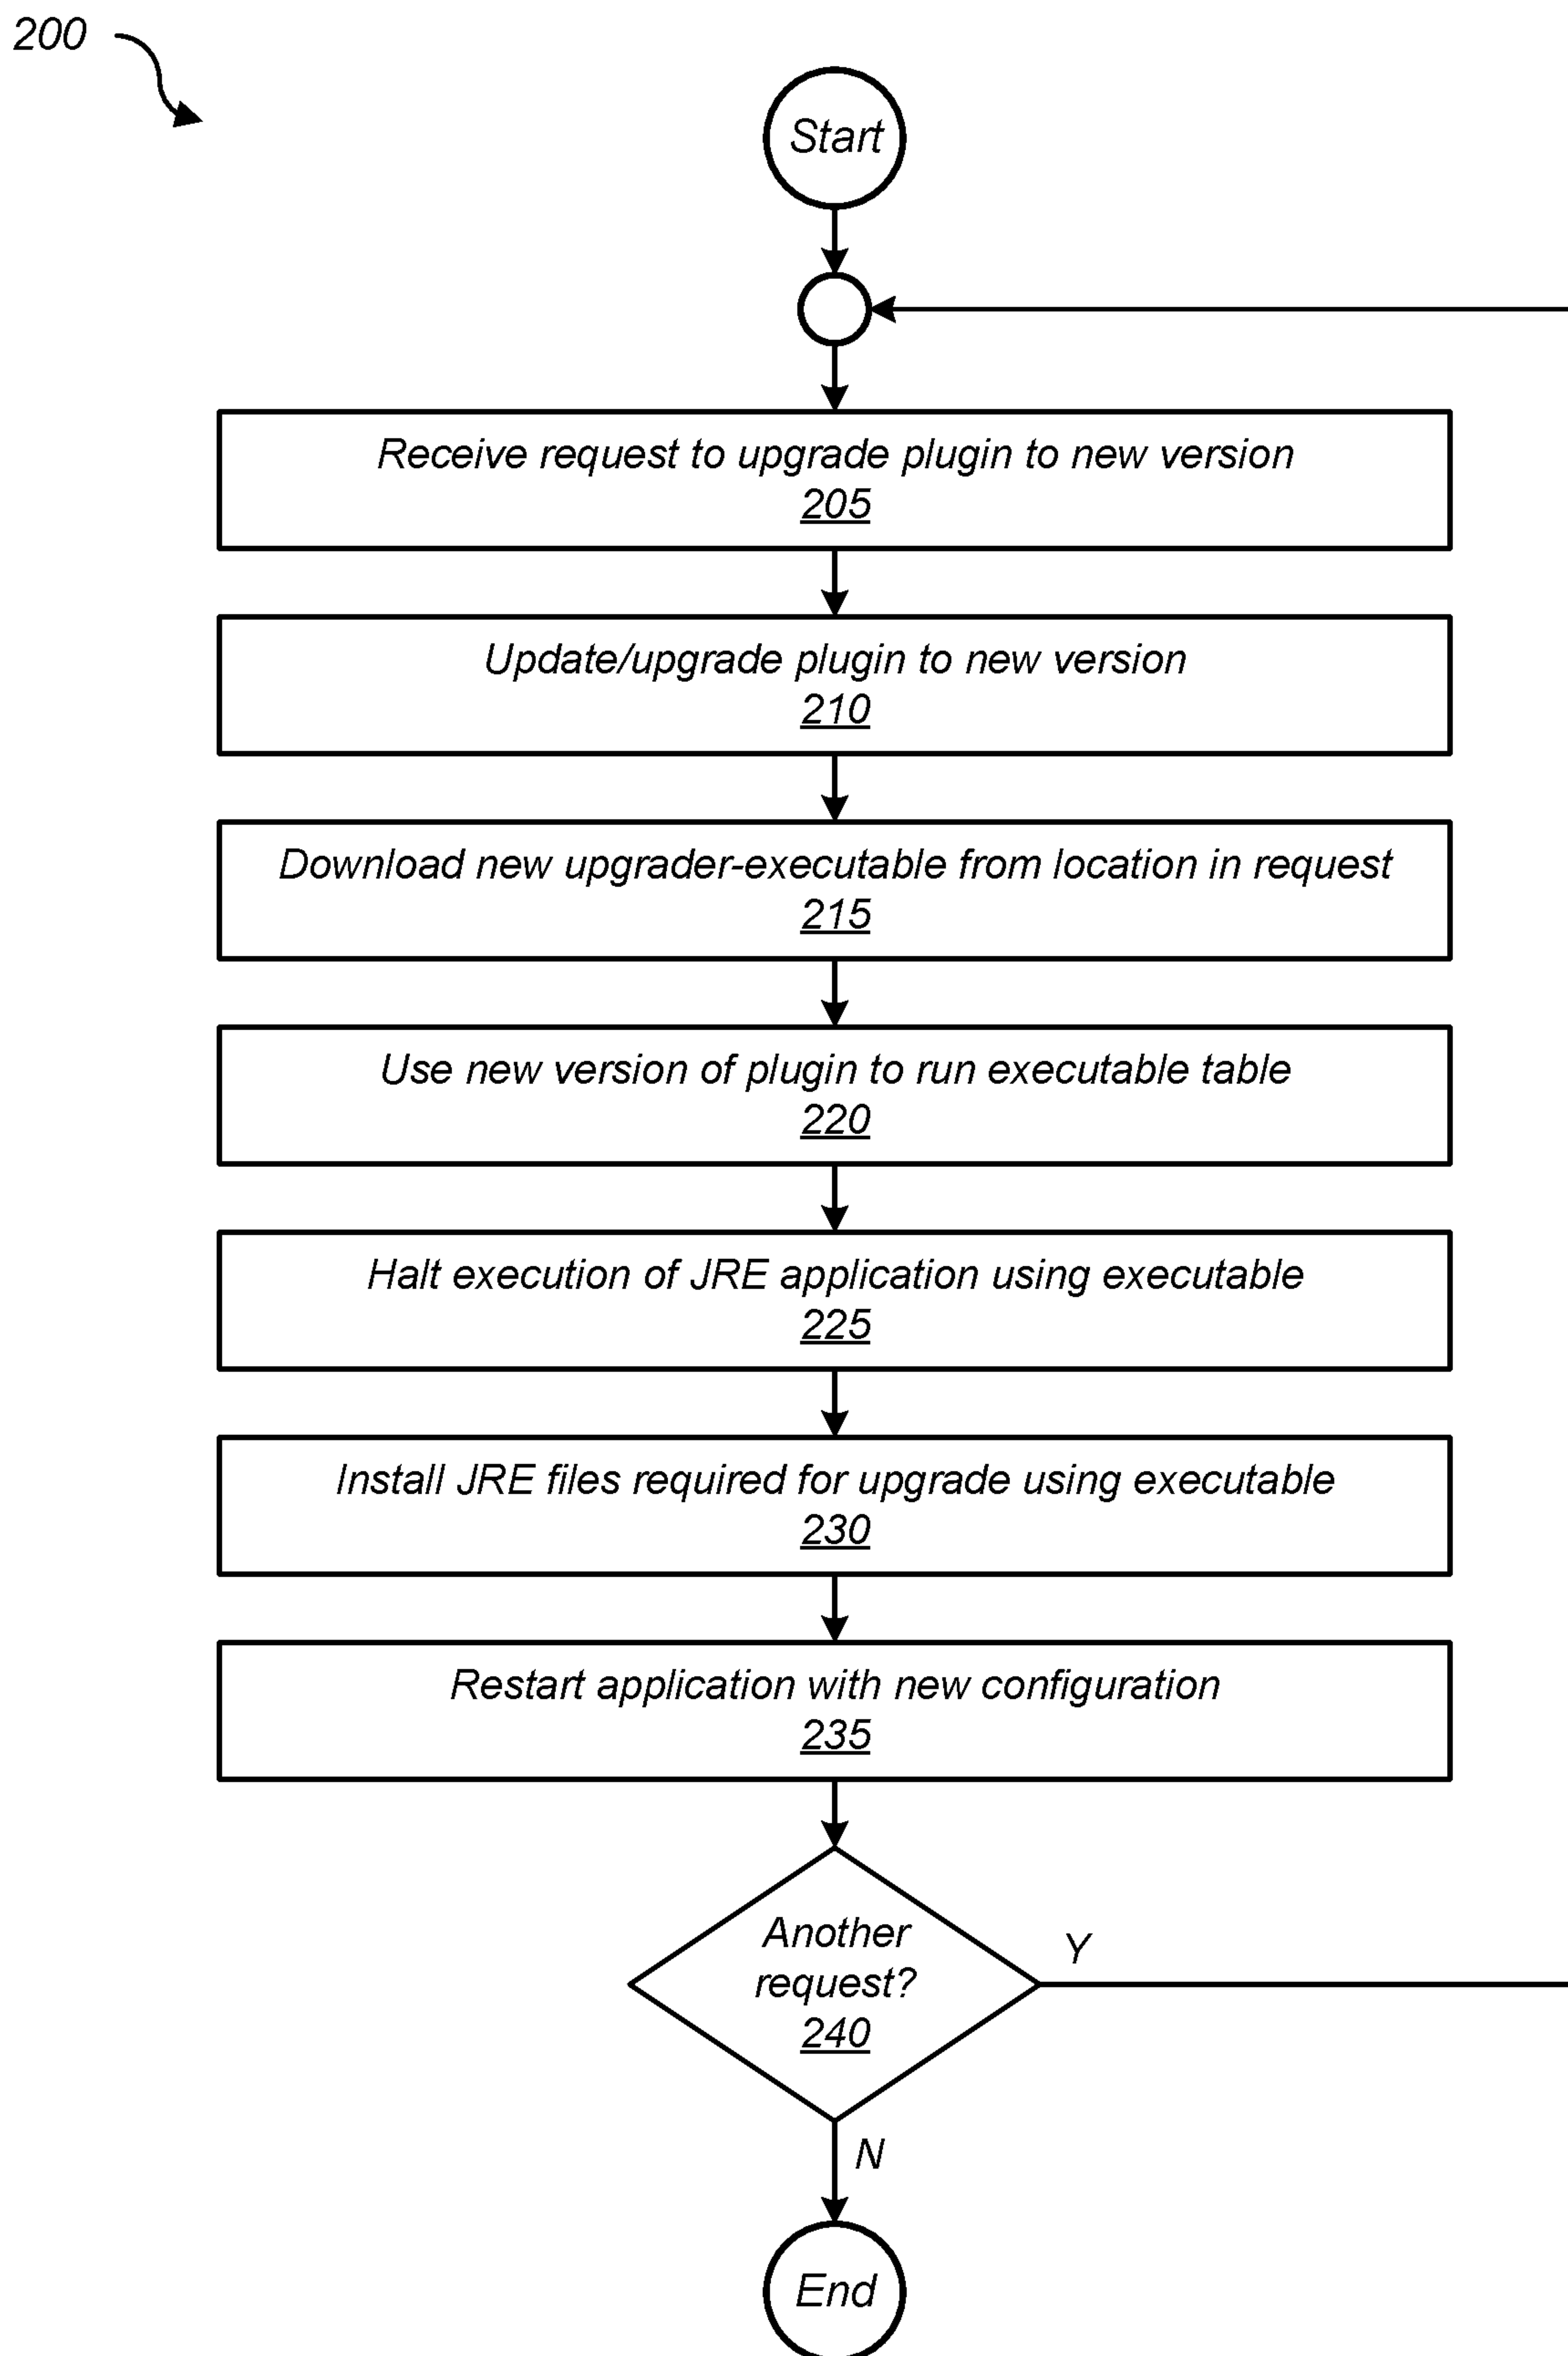 200
Start
Receive request to upgrade plugin to new version
205
Update/upgrade plugin to new version
210
Download new upgrader-executable from location in request
215
Use new version of plugin to run executable table
220
Halt execution of JRE application using executable
225
Install JRE files required for upgrade using executable
230
Restart application with new configuration
235
Another
request?
240
Y
N
End